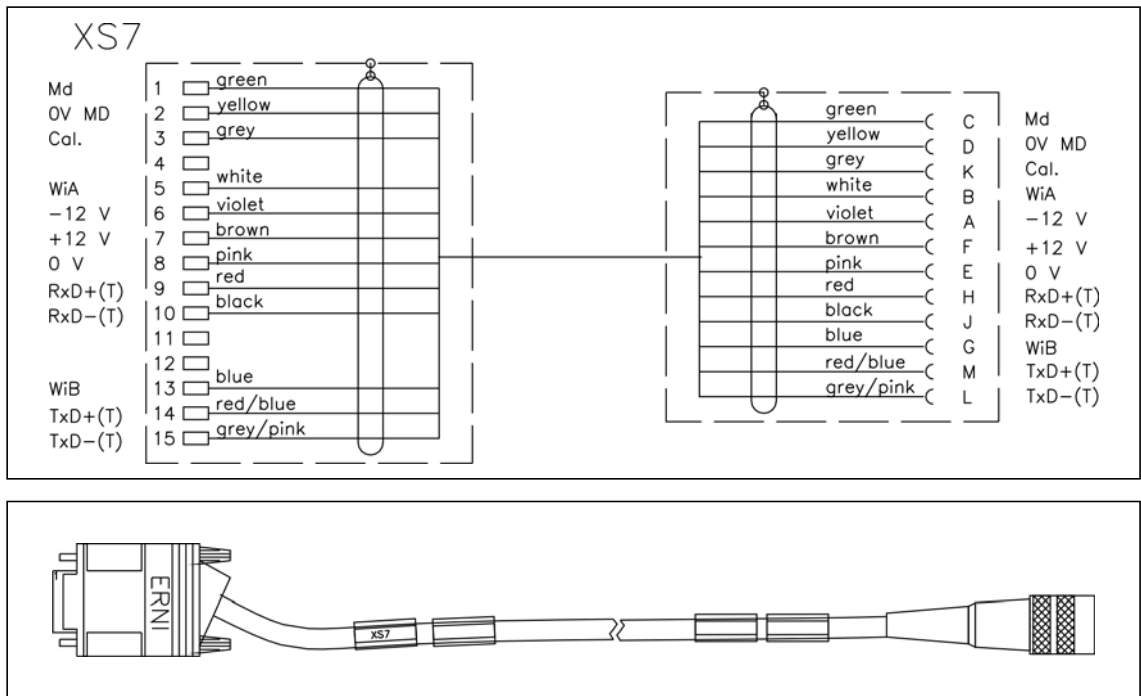 XS7
Md 1 green
0V MD 2 yellow
Cal. 3 grey
4
WiA 5 white
-12 V 6 violet
+12 V 7 brown
0 V 8 pink
RxD+(T) 9 red
RxD-(T) 10 black
11
12
WiB 13 blue
TxD+(T) 14 red/blue
TxD-(T) 15 grey/pink
green C Md
yellow D 0V MD
grey K Cal.
white B WiA
violet A -12 V
brown F +12 V
pink E 0 V
red H RxD+(T)
black J RxD-(T)
blue G WiB
red/blue M TxD+(T)
grey/pink L TxD-(T)
ERNI
XS7